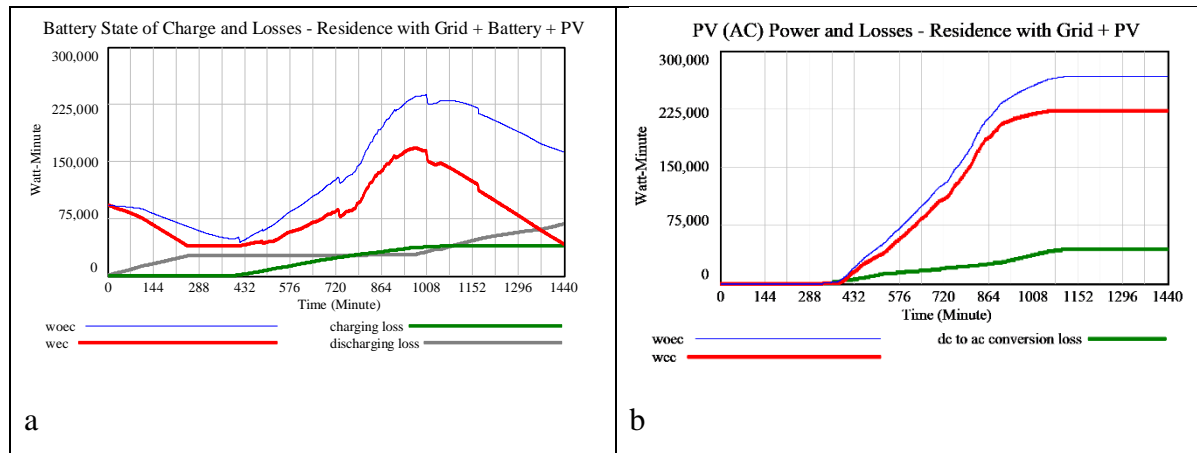 Battery State of Charge and Losses - Residence with Grid + Battery + PV
300,000
225,000
150,000
75,000
0
Watt-Minute
0 144 288 432 576 720 864 1008 1152 1296 1440
Time (Minute)
woec charging loss
wec discharging loss
a
PV (AC) Power and Losses - Residence with Grid + PV
300,000
225,000
150,000
75,000
0
Watt-Minute
0 144 288 432 576 720 864 1008 1152 1296 1440
Time (Minute)
woec dc to ac conversion loss
wec
b